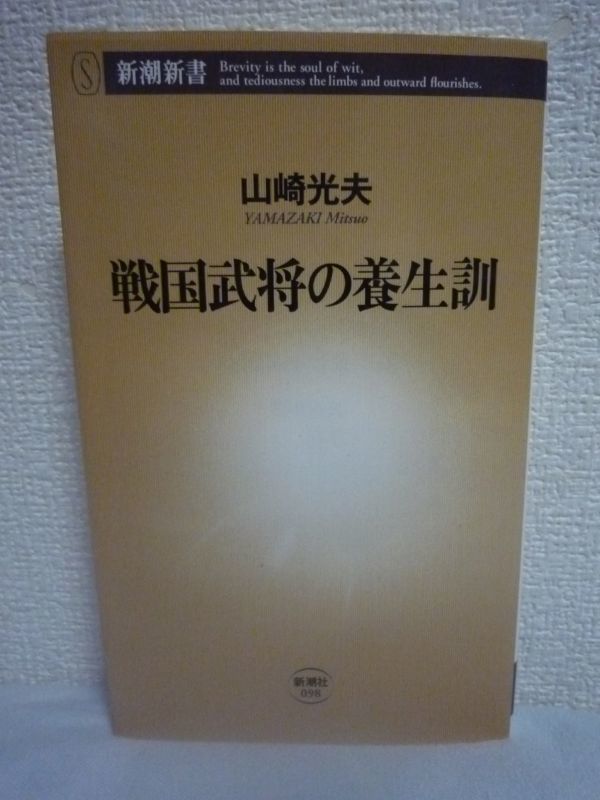 S 新潮新書
Brevity is the soul of wit,
and tediousness the limbs and outward flourishes.
山崎光夫
YAMAZAKI Mitsuo
戦国武将の養生訓
新潮社
098